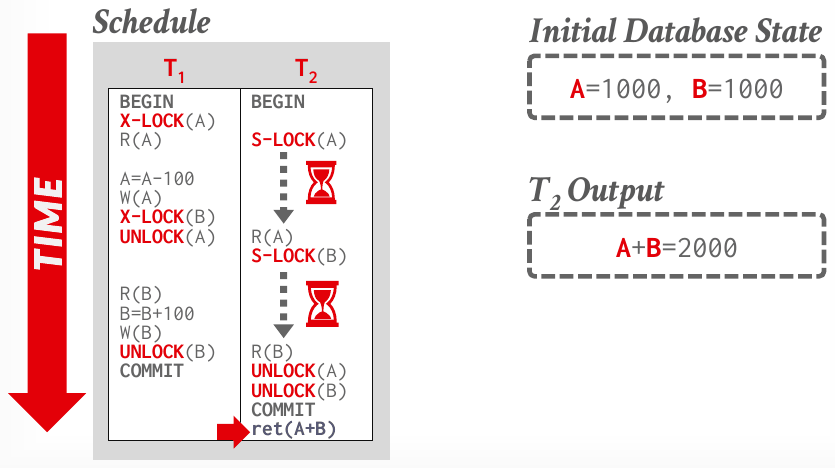 Schedule
TIME
T1 T2
BEGIN BEGIN
X-LOCK(A)
R(A) S-LOCK(A)
A=A-100
W(A)
X-LOCK(B)
UNLOCK(A) R(A)
S-LOCK(B)
R(B)
B=B+100
W(B)
UNLOCK(B) R(B)
COMMIT UNLOCK(A)
UNLOCK(B)
COMMIT
ret(A+B)
Initial Database State
A=1000, B=1000
T2 Output
A+B=2000